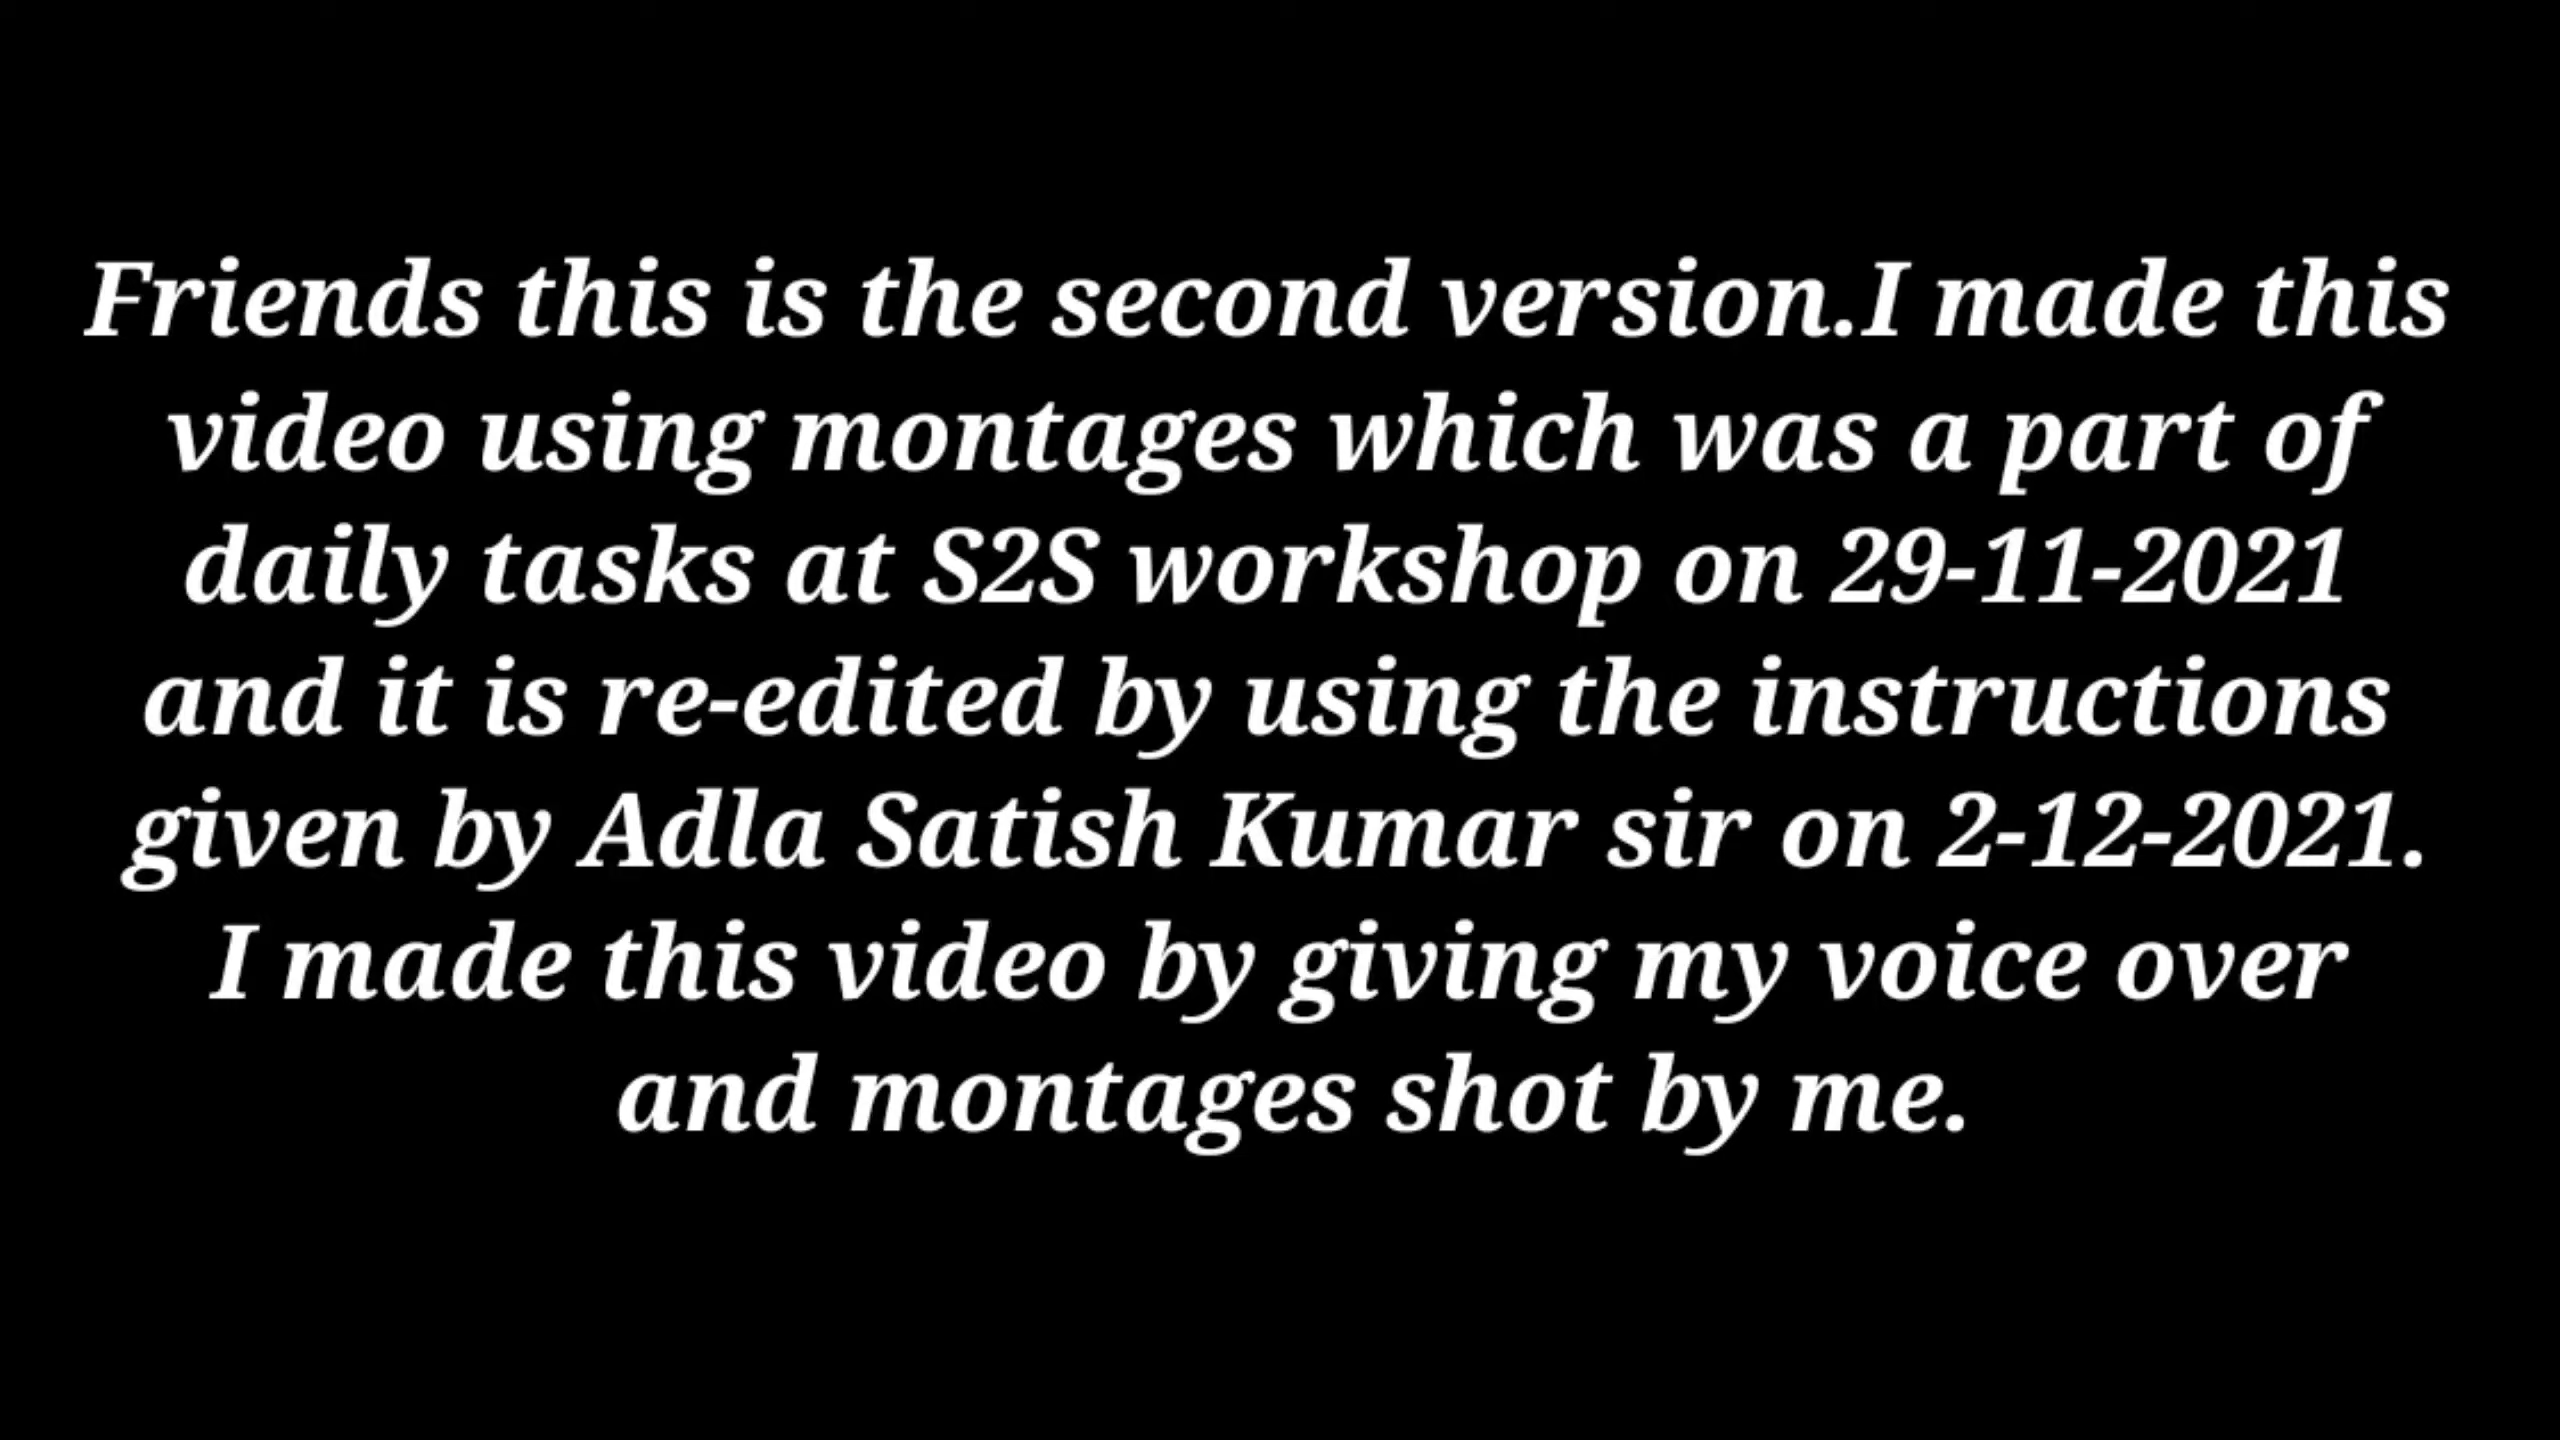 Friends this is the second version.I made this
video using montages which was a part of
daily tasks at S2S workshop on 29-11-2021
and it is re-edited by using the instructions
given by Adla Satish Kumar sir on 2-12-2021.
I made this video by giving my voice over
and montages shot by me.